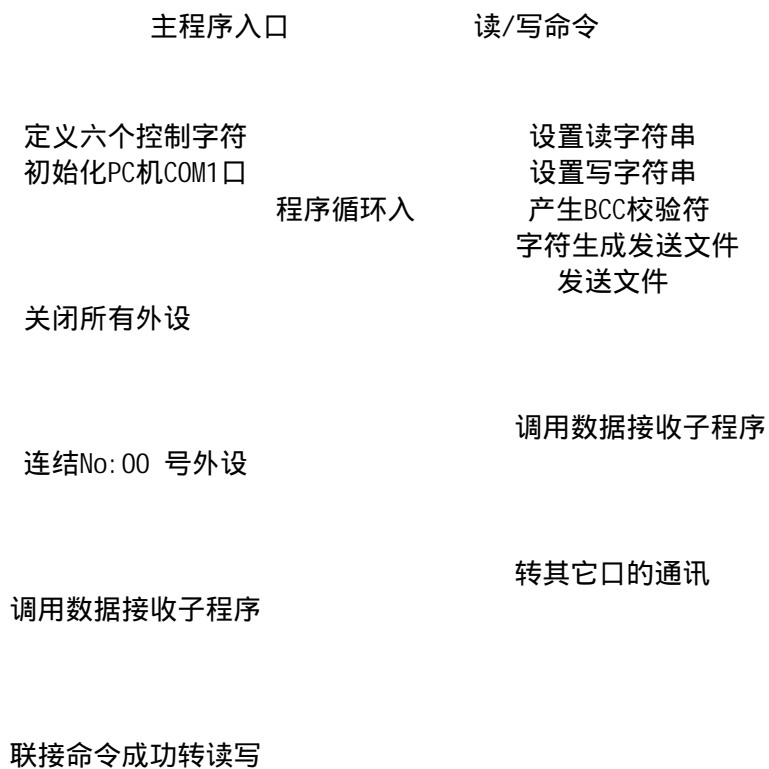 主程序入口
读/写命令
定义六个控制字符
设置读字符串
初始化PC机COM1口
设置写字符串
程序循环入
产生BCC校验符
字符生成发送文件
发送文件
关闭所有外设
调用数据接收子程序
连结No:00 号外设
转其它口的通讯
调用数据接收子程序
联接命令成功转读写